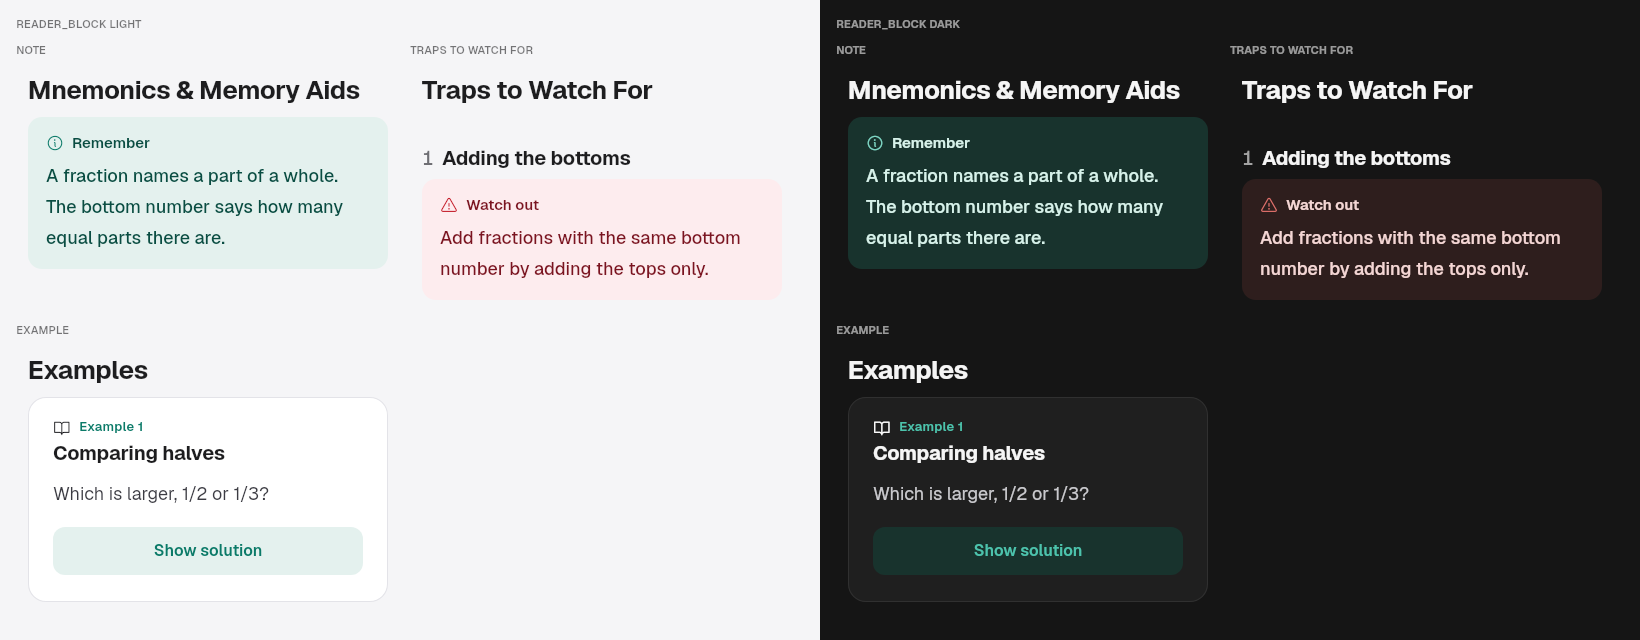 READER_BLOCK LIGHT
NOTE
Mnemonics & Memory Aids
Remember
A fraction names a part of a whole.
The bottom number says how many
equal parts there are.
TRAPS TO WATCH FOR
Traps to Watch For
1 Adding the bottoms
Watch out
Add fractions with the same bottom
number by adding the tops only.
EXAMPLE
Examples
Example 1
Comparing halves
Which is larger, 1/2 or 1/3?
Show solution
READER_BLOCK DARK
NOTE
Mnemonics & Memory Aids
Remember
A fraction names a part of a whole.
The bottom number says how many
equal parts there are.
TRAPS TO WATCH FOR
Traps to Watch For
1 Adding the bottoms
Watch out
Add fractions with the same bottom
number by adding the tops only.
EXAMPLE
Examples
Example 1
Comparing halves
Which is larger, 1/2 or 1/3?
Show solution